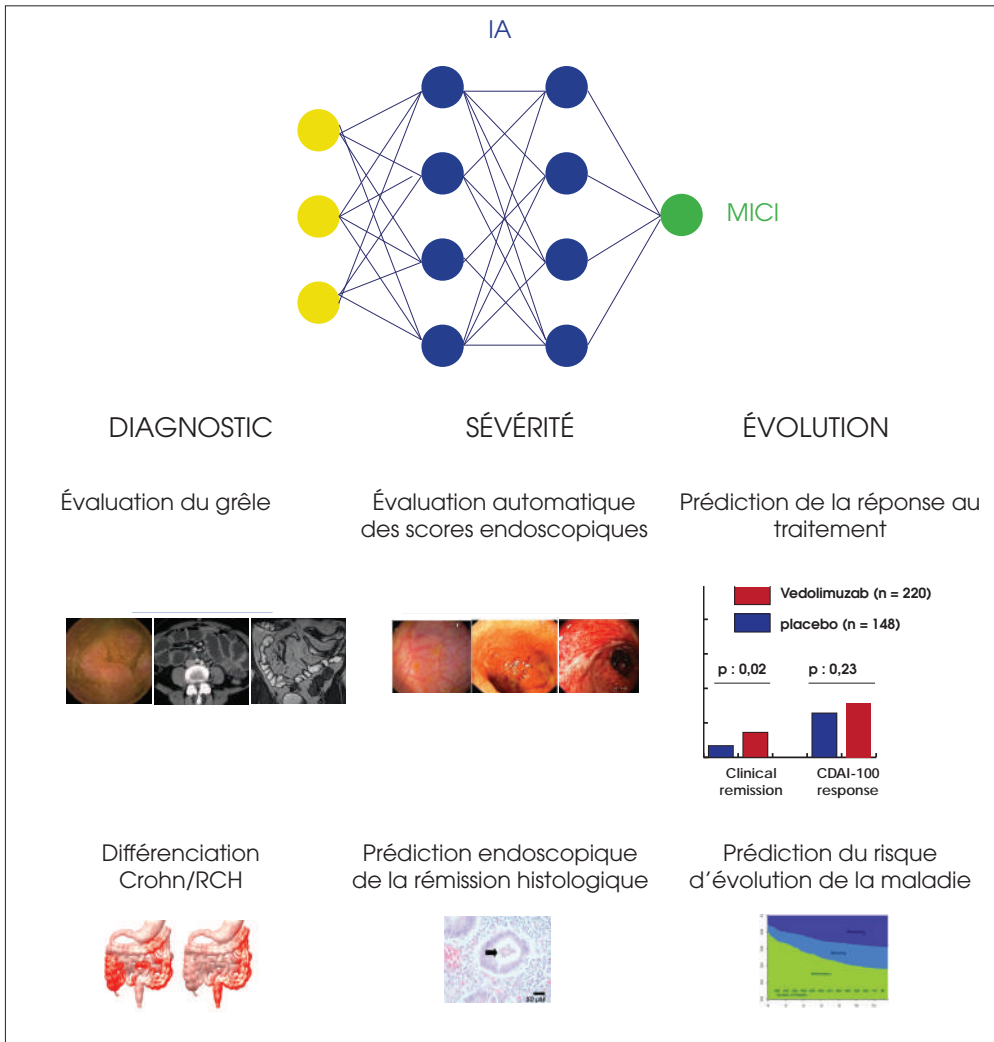 IA
MICI
DIAGNOSTIC
SÉVÉRITÉ
ÉVOLUTION
Évaluation du grêle
Évaluation automatique
des scores endoscopiques
Prédiction de la réponse au
traitement
Vedolimuzab (n = 220)
placebo (n = 148)
p : 0,02
p : 0,23
Clinical
remission
CDAI-100
response
Différenciation
Crohn/RCH
Prédiction endoscopique
de la rémission histologique
Prédiction du risque
d'évolution de la maladie
50 µM